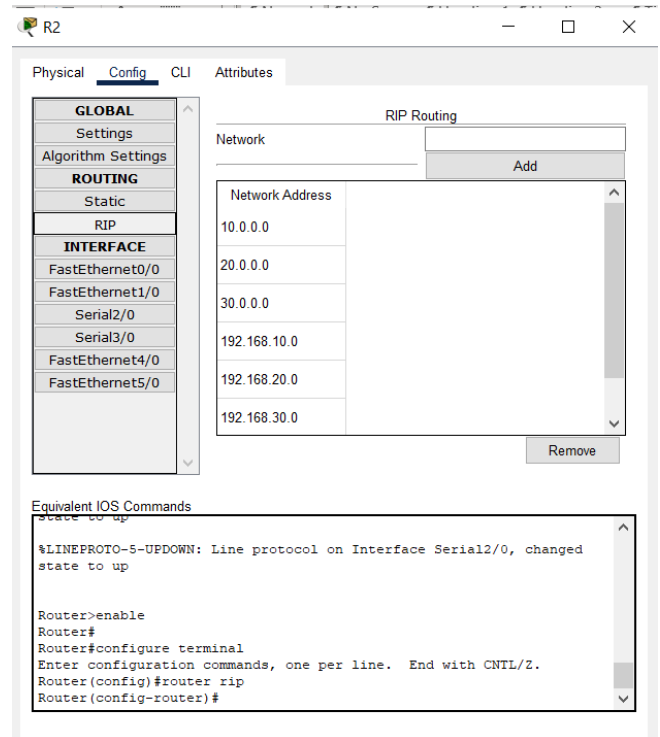 R2
Physical Config CLI Attributes
GLOBAL
Settings
Algorithm Settings
ROUTING
Static
RIP
INTERFACE
FastEthernet0/0
FastEthernet1/0
Serial2/0
Serial3/0
FastEthernet4/0
FastEthernet5/0
RIP Routing
Network
Add
Network Address
10.0.0.0
20.0.0.0
30.0.0.0
192.168.10.0
192.168.20.0
192.168.30.0
Remove
Equivalent IOS Commands
state to up
%LINEPROTO-5-UPDOWN: Line protocol on Interface Serial2/0, changed
state to up
Router>enable
Router#
Router#configure terminal
Enter configuration commands, one per line. End with CNTL/Z.
Router(config)#router rip
Router(config-router)#